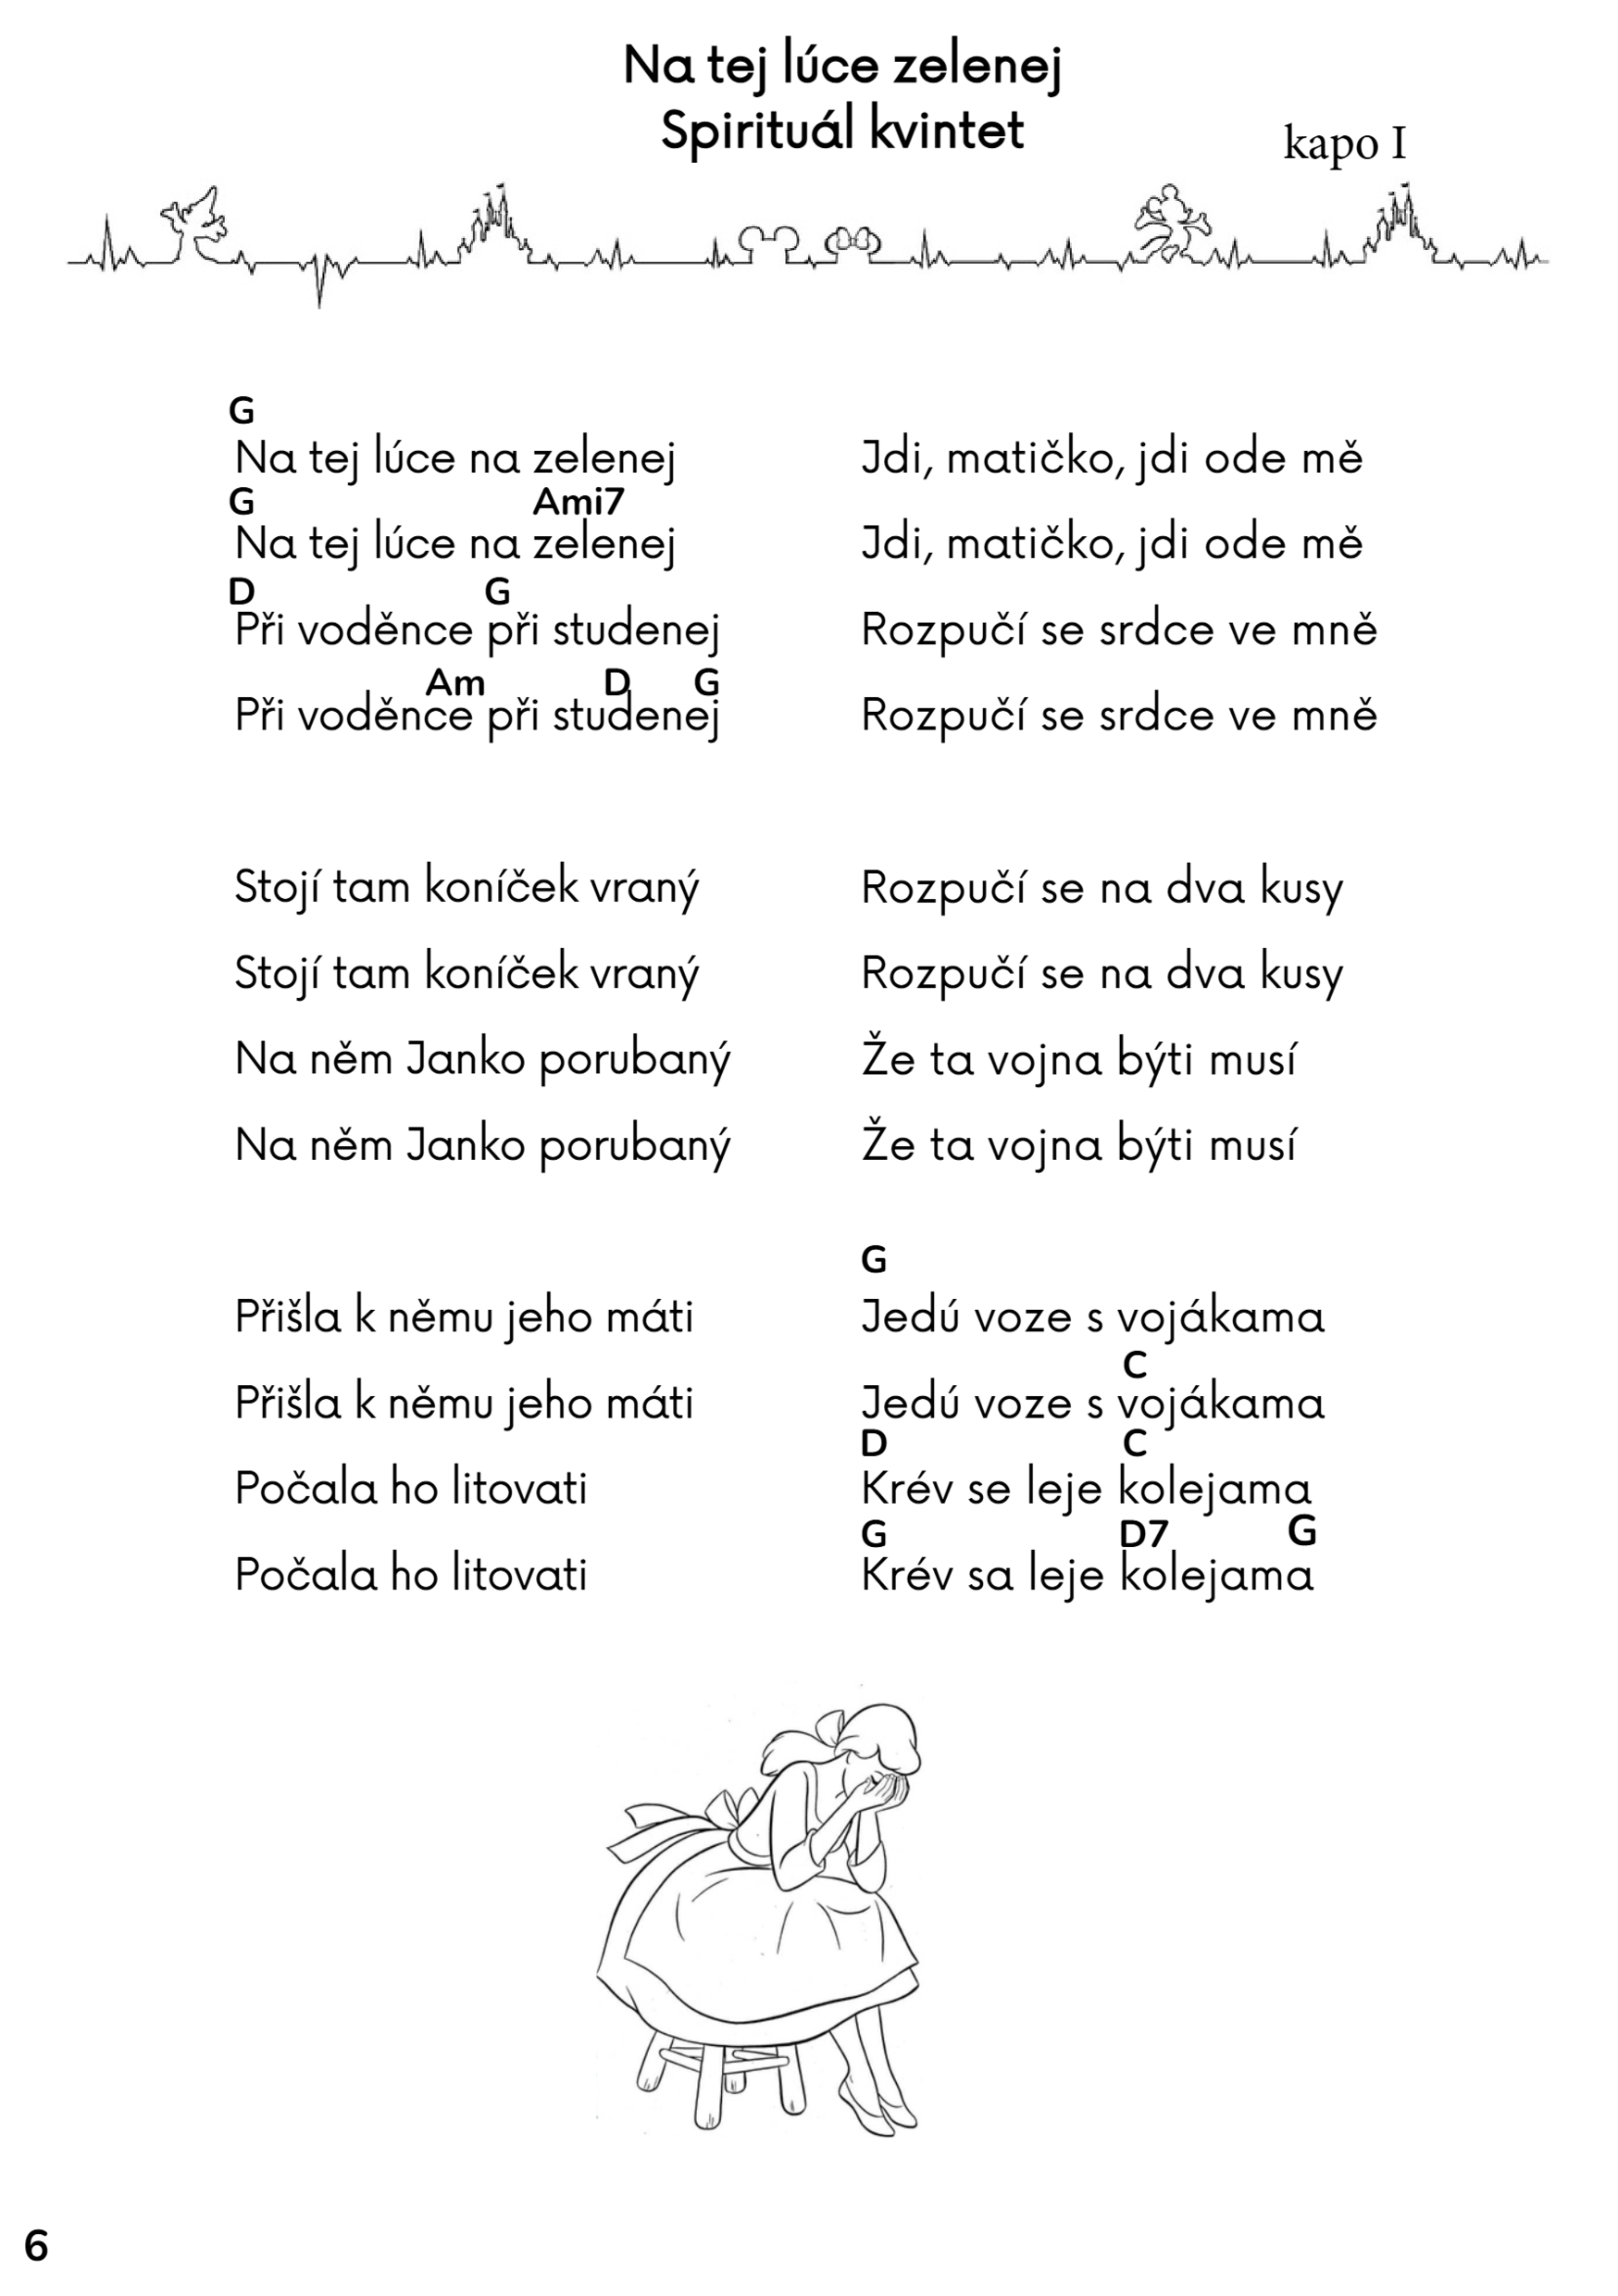 Na tej lúce zelenej
Spirituál kvintet
kapo I
G
Na tej lúce na zelenej
G Ami7
Na tej lúce na zelenej
D G
Při voděnce při studenej
Am D G
Při voděnce při studenej
Stojí tam koníček vraný
Stojí tam koníček vraný
Na něm Janko porubaný
Na něm Janko porubaný
Přišla k němu jeho máti
Přišla k němu jeho máti
Počala ho litovati
Počala ho litovati
Jdi, matičko, jdi ode mě
Jdi, matičko, jdi ode mě
Rozpučí se srdce ve mně
Rozpučí se srdce ve mně
Rozpučí se na dva kusy
Rozpučí se na dva kusy
Že ta vojna býti musí
Že ta vojna býti musí
G
Jedú voze s vojákama
C
Jedú voze s vojákama
D C
Krév se leje kolejama
G D7 G
Krév sa leje kolejama
6